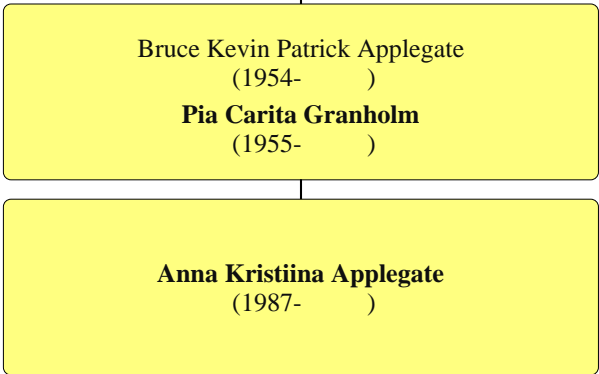 Bruce Kevin Patrick Applegate
(1954- )
Pia Carita Granholm
(1955- )
Anna Kristiina Applegate
(1987- )